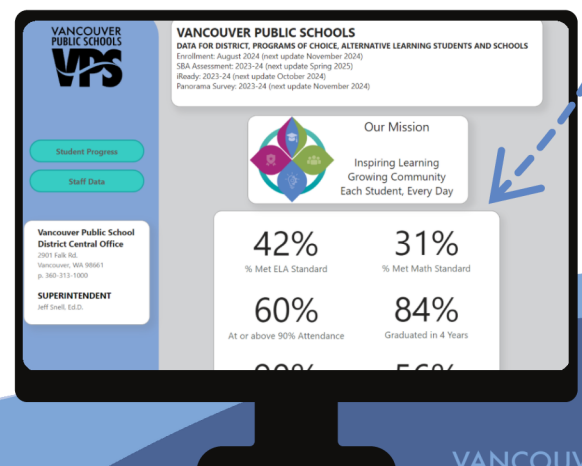 VANCOUVER
PUBLIC SCHOOLS
VPS
Student Progress
Staff Data
Vancouver Public School
District Central Office
2901 Falk Rd.
Vancouver, WA 98661
p. 360-313-1000
SUPERINTENDENT
Jeff Snell, Ed.D.
VANCOUVER PUBLIC SCHOOLS
DATA FOR DISTRICT, PROGRAMS OF CHOICE, ALTERNATIVE LEARNING STUDENTS AND SCHOOLS
Enrollment: August 2024 (next update November 2024)
SBA Assessment: 2023-24 (next update Spring 2025)
iReady: 2023-24 (next update October 2024)
Panorama Survey: 2023-24 (next update November 2024)
Our Mission
Inspiring Learning
Growing Community
Each Student, Every Day
42%
% Met ELA Standard
31%
% Met Math Standard
60%
At or above 90% Attendance
84%
Graduated in 4 Years